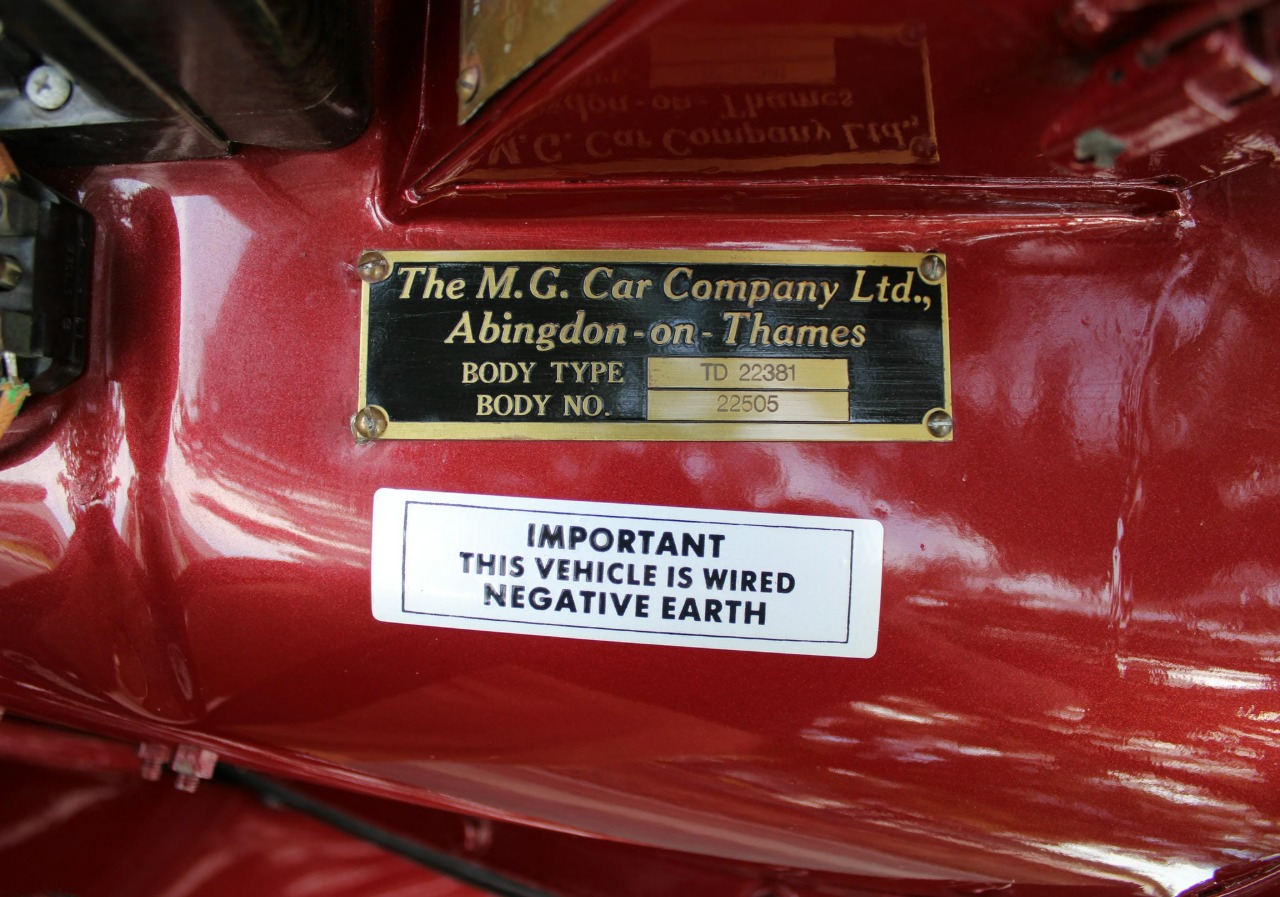 The M.G. Car Company Ltd.,
Abingdon-on-Thames
BODY TYPE TD 22381
BODY NO. 22505
IMPORTANT
THIS VEHICLE IS WIRED
NEGATIVE EARTH